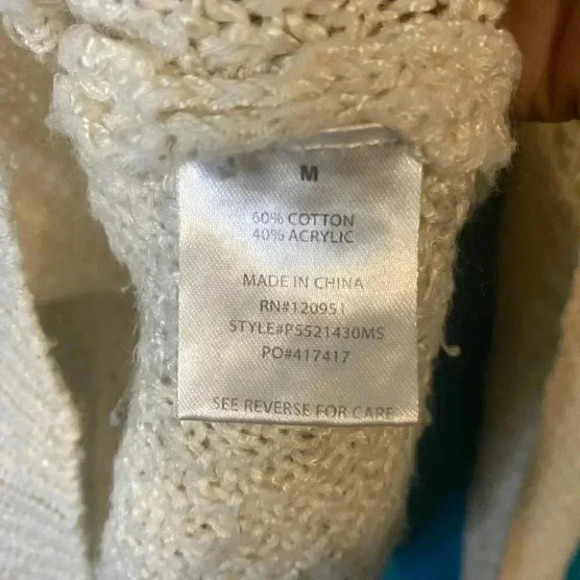 M
60% COTTON
40% ACRYLIC
MADE IN CHINA
RN#120951
STYLE#P5521430MS
PO#417417
SEE REVERSE FOR CARE